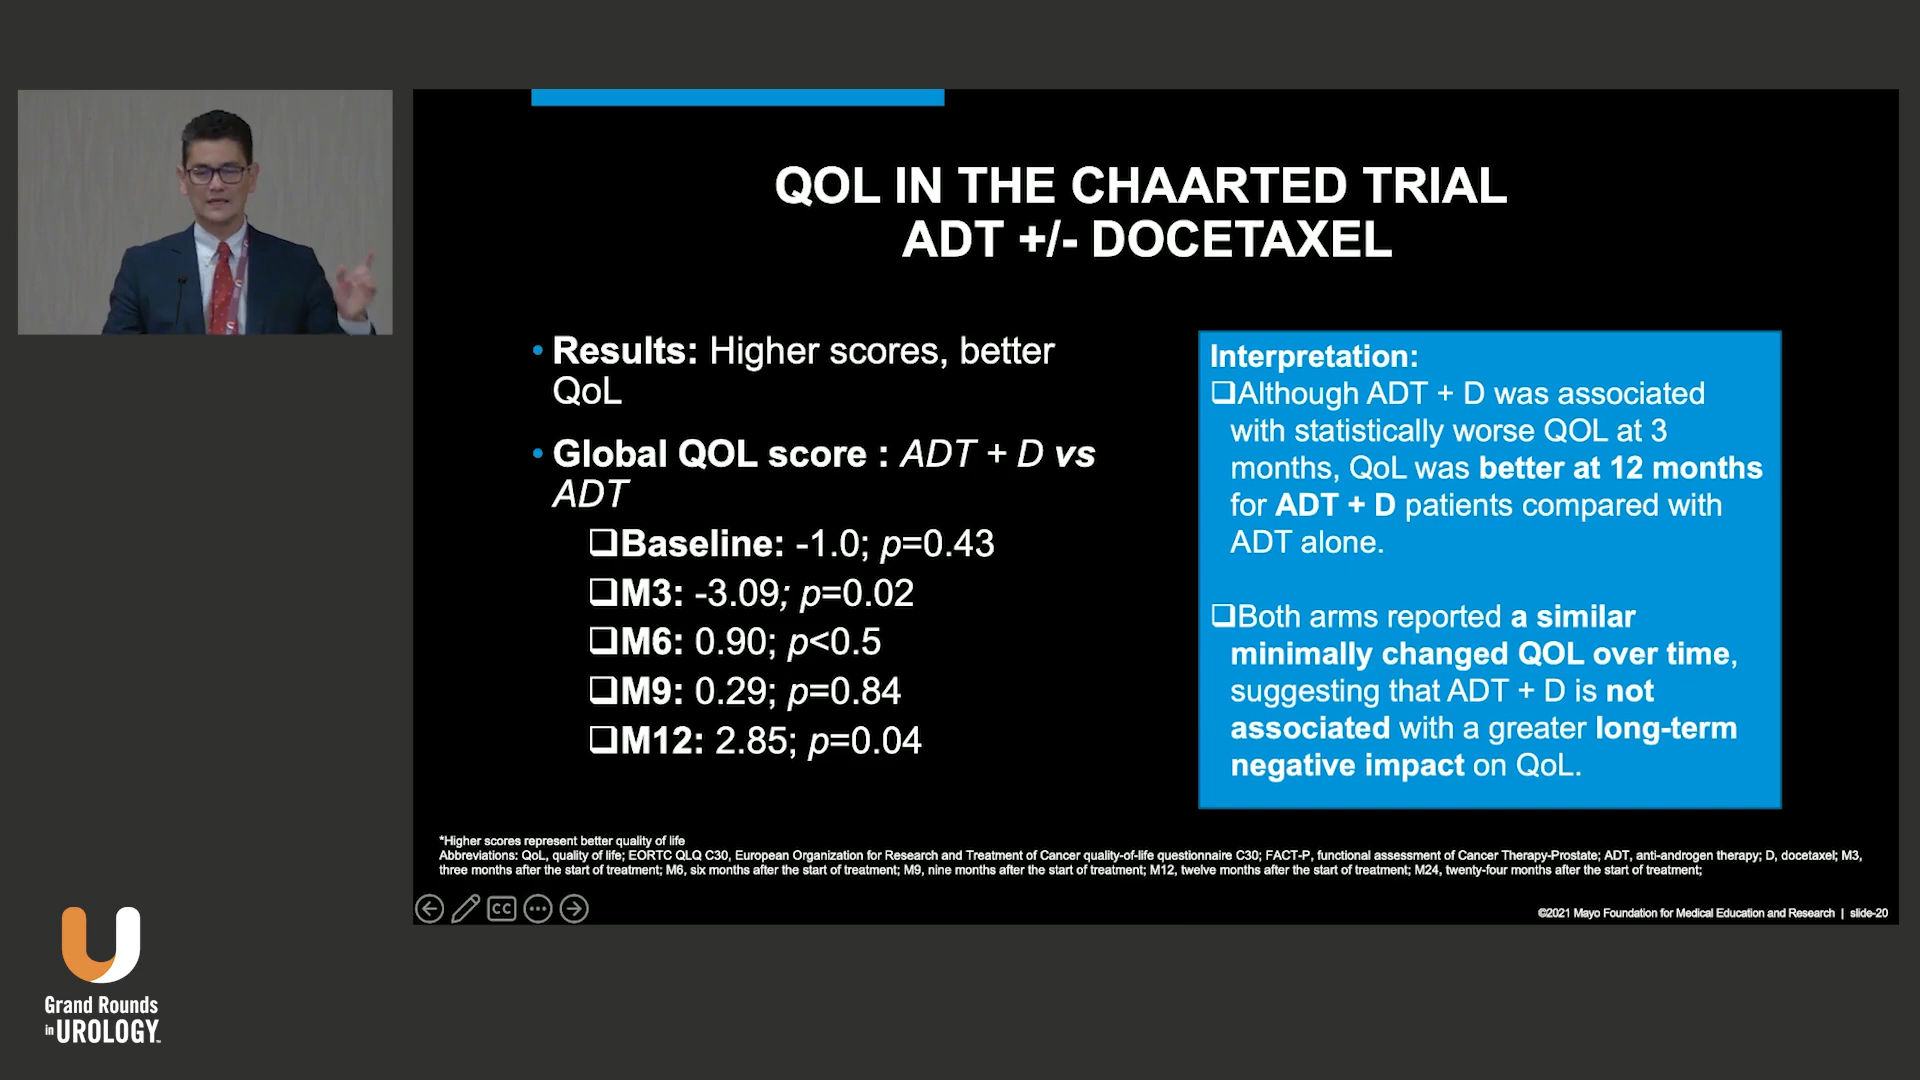 QOL IN THE CHAARTED TRIAL
ADT +/- DOCETAXEL
• Results: Higher scores, better
QoL
• Global QOL score : ADT + D vs
ADT
❑Baseline: -1.0; p=0.43
❑M3: -3.09; p=0.02
❑M6: 0.90; p<0.5
❑M9: 0.29; p=0.84
❑M12: 2.85; p=0.04
Interpretation:
❑Although ADT + D was associated
with statistically worse QOL at 3
months, QoL was better at 12 months
for ADT + D patients compared with
ADT alone.
❑Both arms reported a similar
minimally changed QOL over time,
suggesting that ADT + D is not
associated with a greater long-term
negative impact on QoL.
*Higher scores represent better quality of life
Abbreviations: QoL, quality of life; EORTC QLQ C30, European Organization for Research and Treatment of Cancer quality-of-life questionnaire C30; FACT-P, functional assessment of Cancer Therapy-Prostate; ADT, anti-androgen therapy; D, docetaxel; M3,
three months after the start of treatment; M6, six months after the start of treatment; M9, nine months after the start of treatment; M12, twelve months after the start of treatment; M24, twenty-four months after the start of treatment;
CC
©2021 Mayo Foundation for Medical Education and Research | slide-20
Grand Rounds
in UROLOGY™